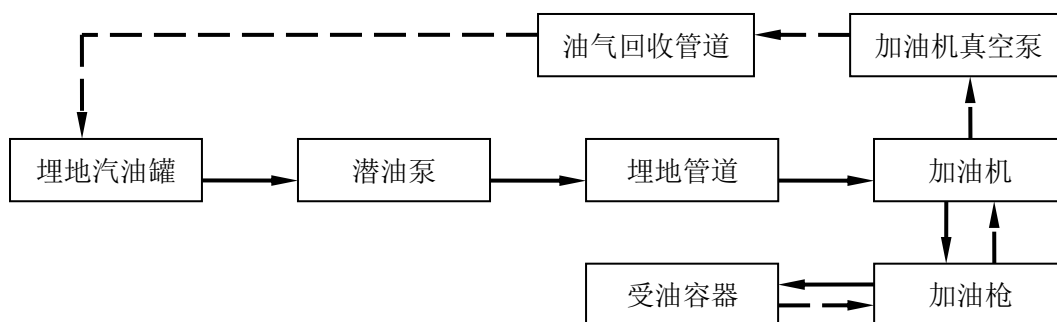 油气回收管道
加油机真空泵
埋地汽油罐
潜油泵
埋地管道
加油机
受油容器
加油枪